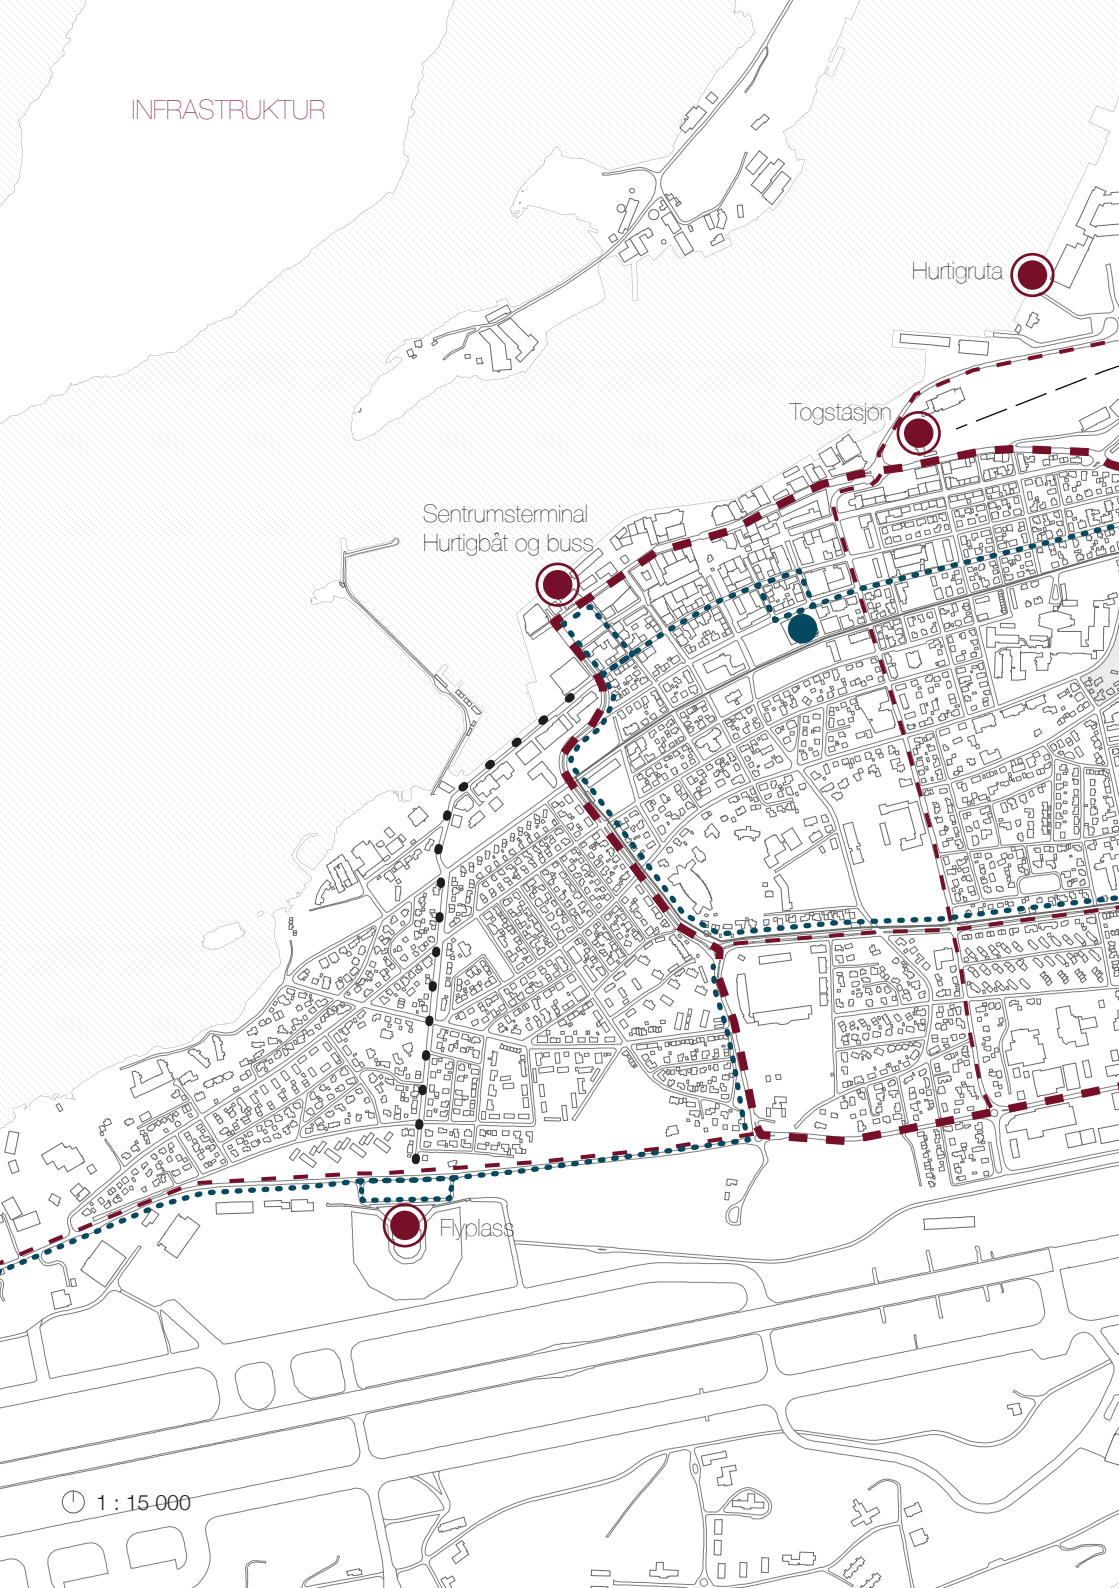 INFRASTRUKTUR
Hurtigruta
Togstasjon
Sentrumsterminal
Hurtigbåt og buss
Flyplass
1 : 15 000